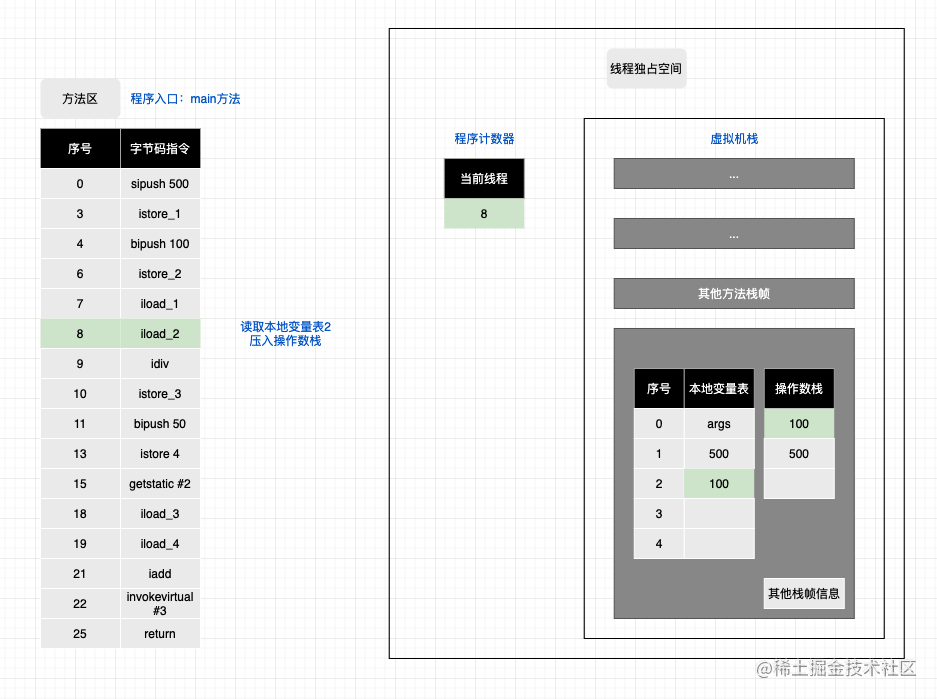 线程独占空间
方法区
程序入口：main方法
序号 字节码指令
0 sipush 500
3 istore_1
4 bipush 100
6 istore_2
7 iload_1
8 iload_2
9 idiv
10 istore_3
11 bipush 50
13 istore 4
15 getstatic #2
18 iload_3
19 iload_4
21 iadd
22 invokevirtual
#3
25 return
读取本地变量表2
压入操作数栈
程序计数器
当前线程
8
虚拟机栈
...
...
其他方法栈帧
序号 本地变量表 操作数栈
0 args 100
1 500 500
2 100
3
4
其他栈帧信息
@稀土掘金技术社区